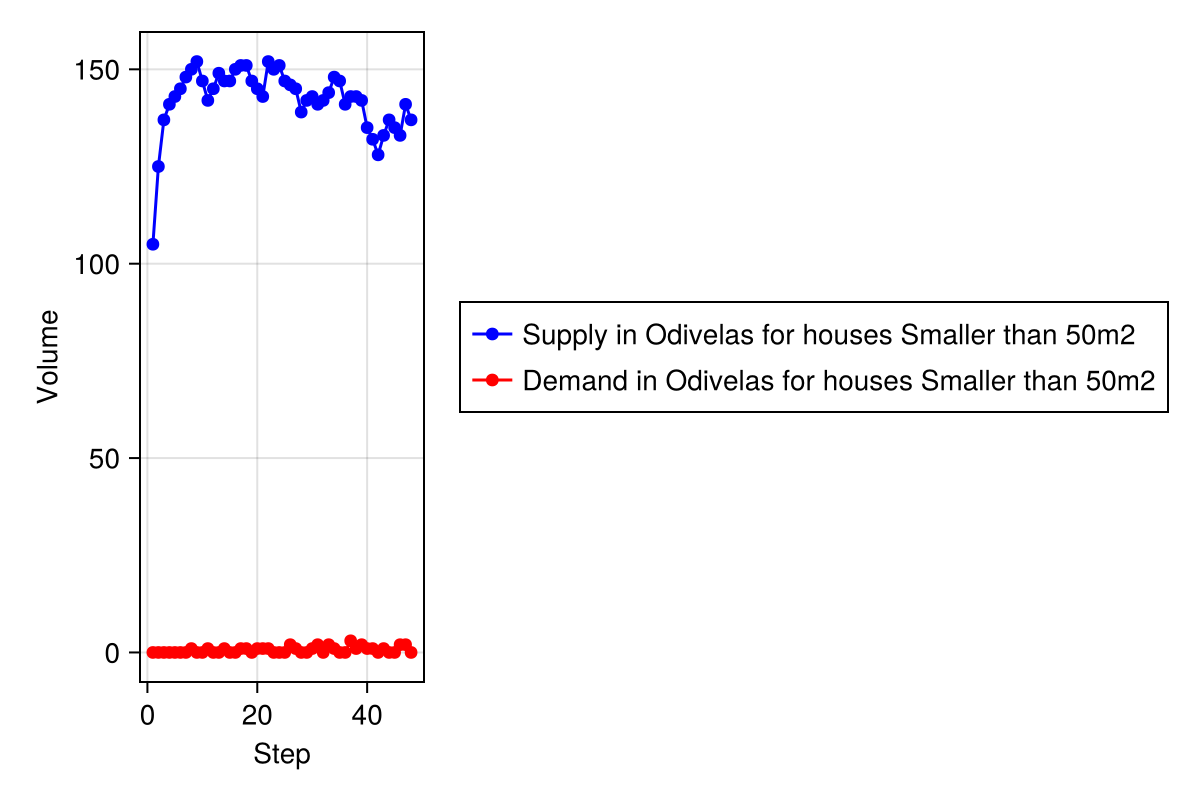 150
100
50
0
Volume
0 20 40
Step
Supply in Odivelas for houses Smaller than 50m2
Demand in Odivelas for houses Smaller than 50m2